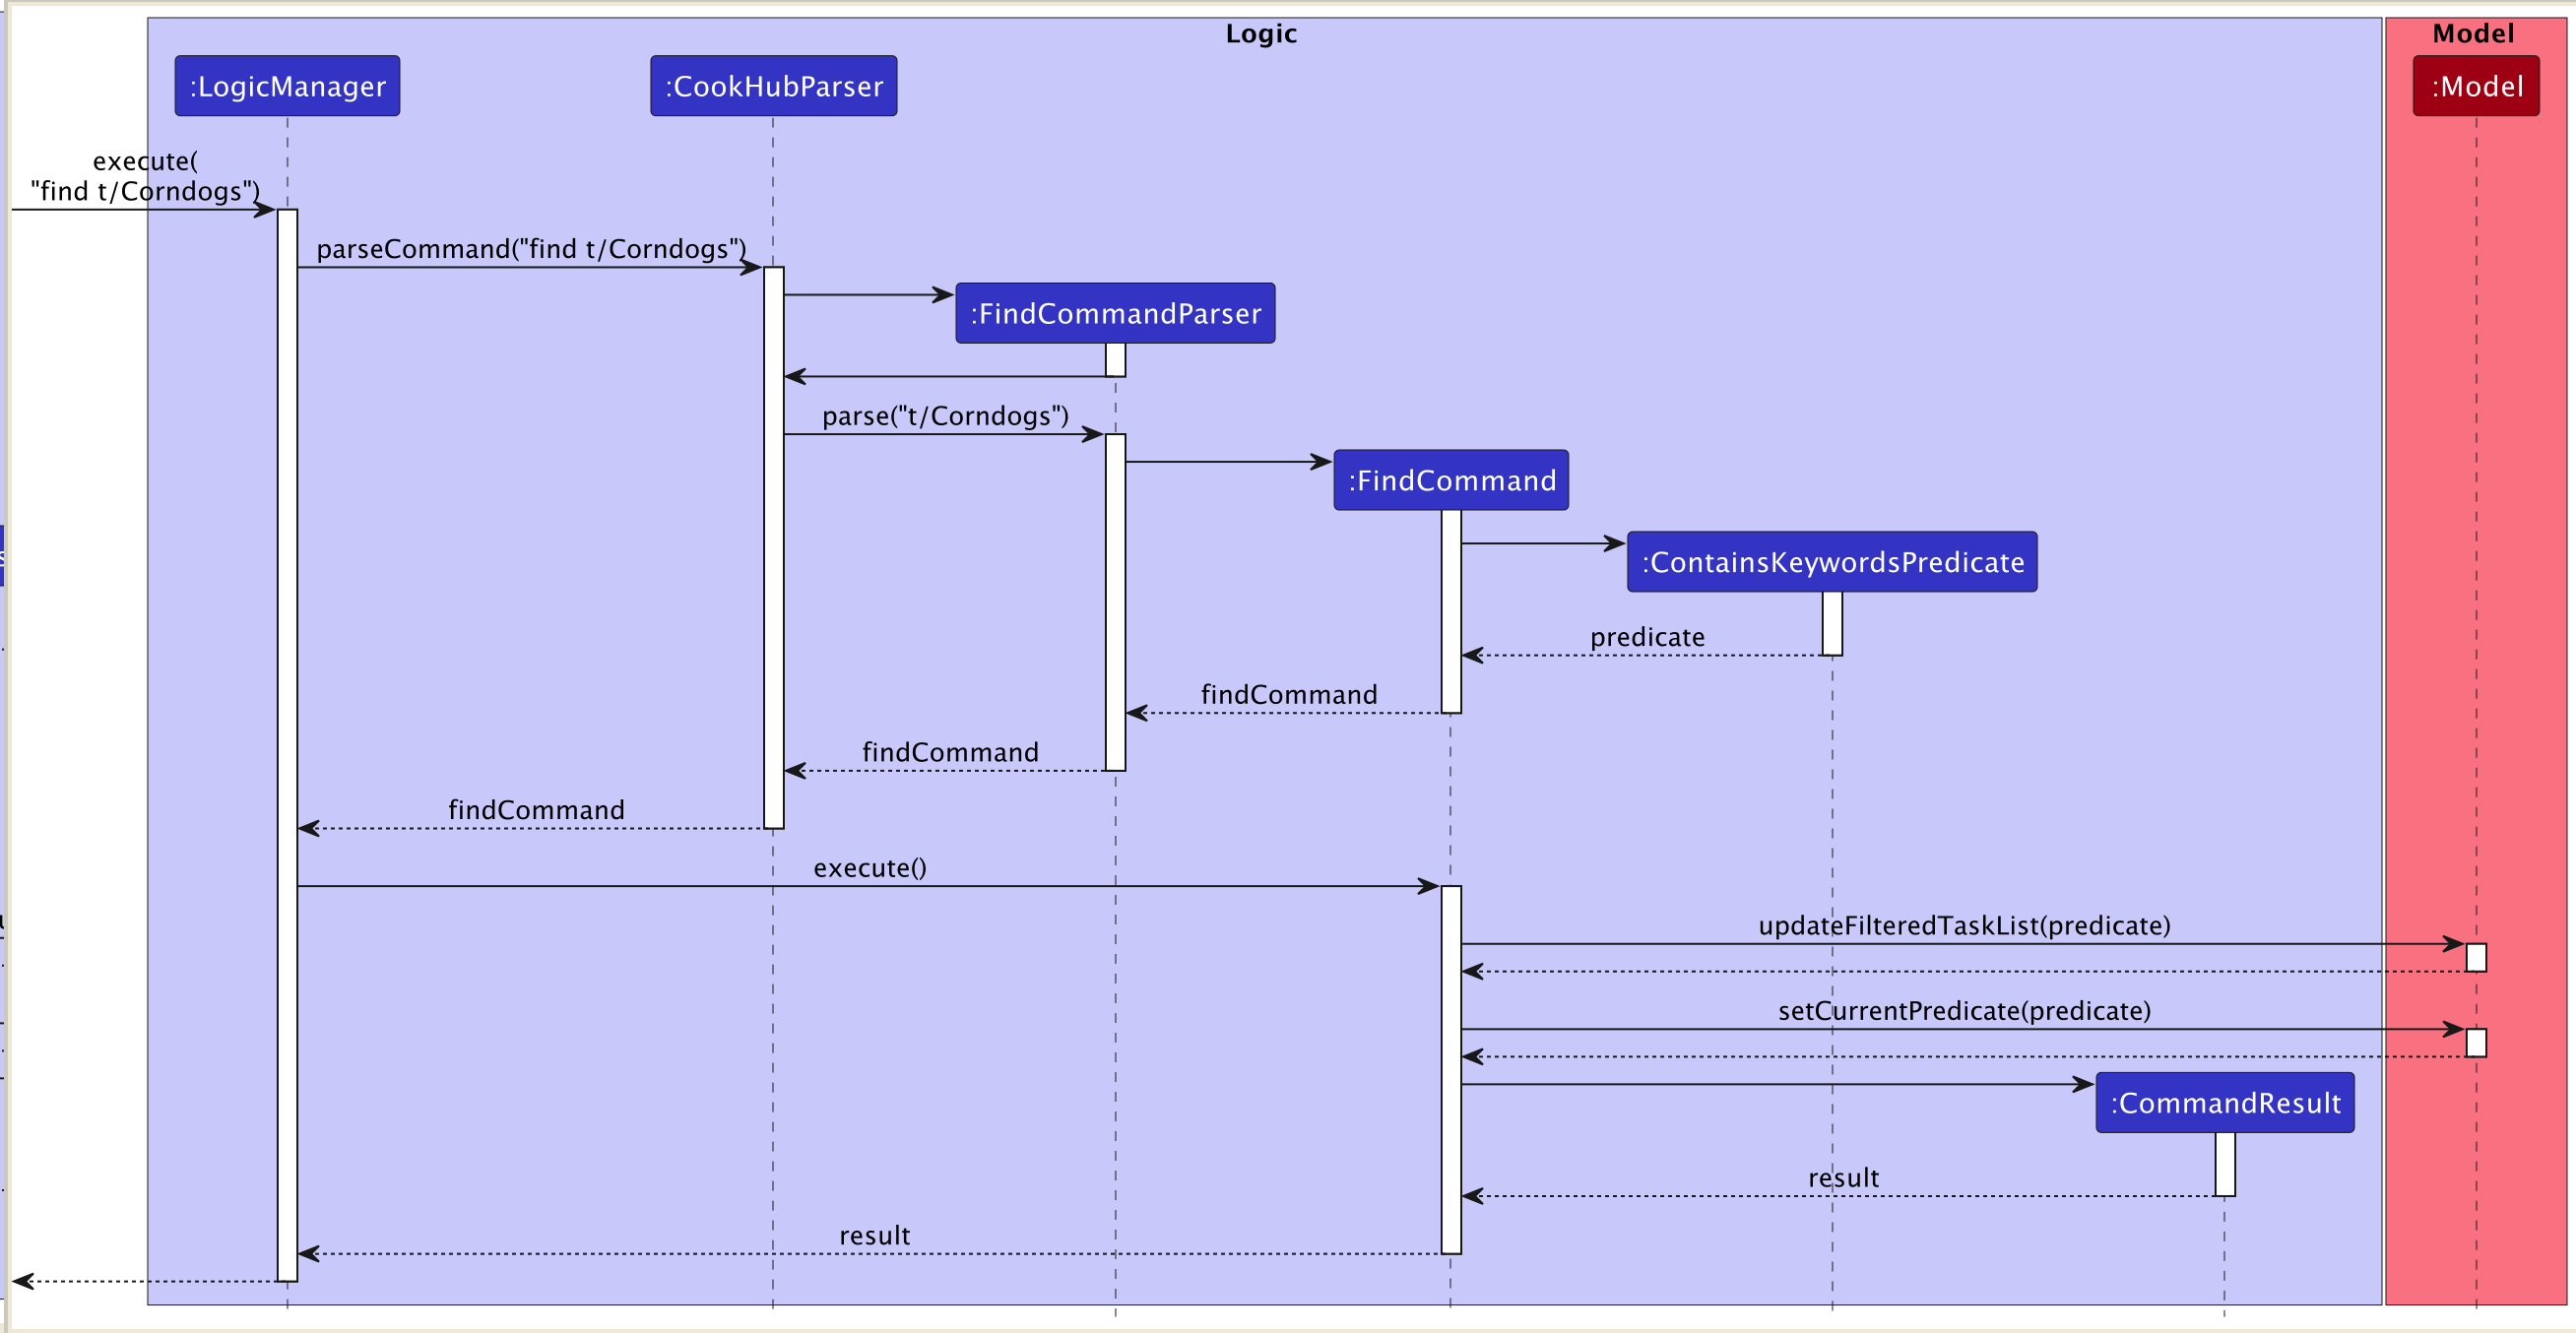 Logic
Model
:LogicManager
:CookHubParser
:Model
execute(
"find t/Corndogs")
parseCommand("find t/Corndogs")
:FindCommandParser
parse("t/Corndogs")
:FindCommand
:ContainsKeywordsPredicate
predicate
findCommand
findCommand
findCommand
execute()
updateFilteredTaskList(predicate)
setCurrentPredicate(predicate)
:CommandResult
result
result